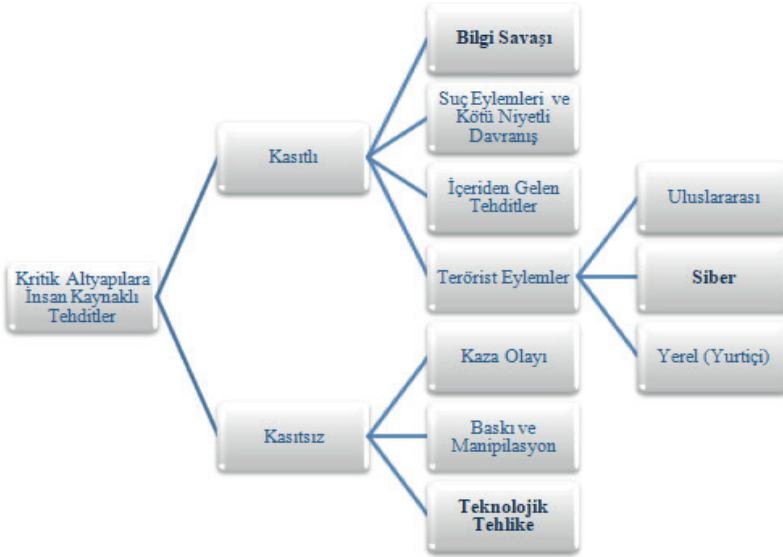 Bilgi Savaşı
Suç Eylemleri ve
Kötü Niyetli
Davranış
Kasıtlı
İçeriden Gelen
Tehditler
Uluslararası
Kritik Altyapılara
İnsan Kaynaklı
Tehditler
Terörist Eylemler
Siber
Kaza Olayı
Yerel (Yurtiçi)
Kasıtsız
Baskı ve
Manipilasyon
Teknolojik
Tehlike